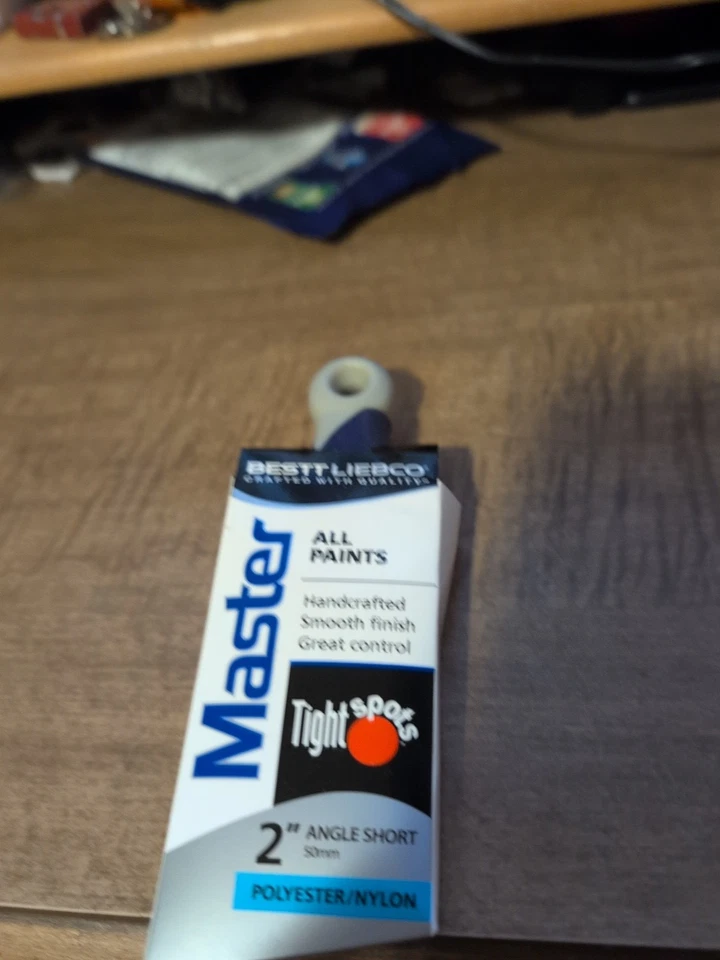 BESTT LIEBCO
CRAFTED WITH QUALITY
Master
ALL
PAINTS
Handcrafted
Smooth finish
Great control
Tight spots
2" ANGLE SHORT
50mm
POLYESTER/NYLON